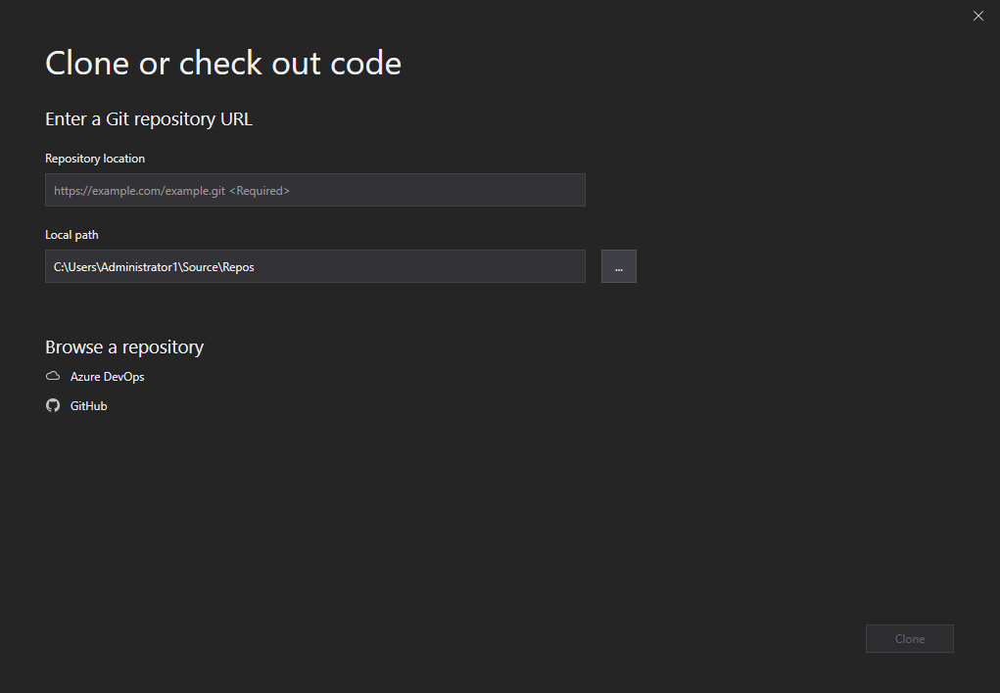 Clone or check out code
Enter a Git repository URL
Repository location
https://example.com/example.git <Required>
Local path
C:\Users\Administrator1\Source\Repos
...
Browse a repository
Azure DevOps
GitHub
Clone